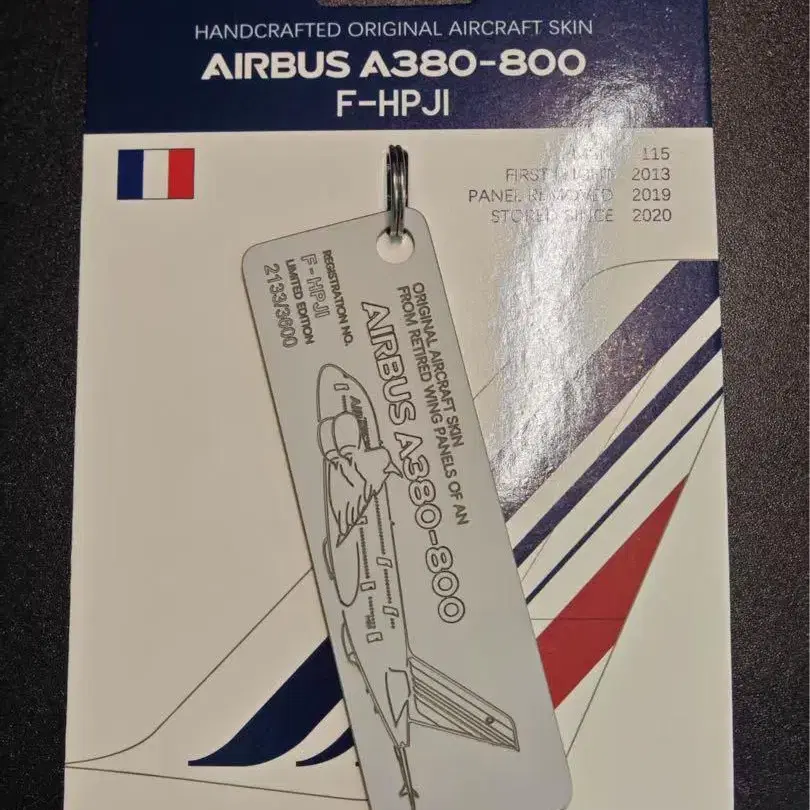 HANDCRAFTED ORIGINAL AIRCRAFT SKIN
AIRBUS A380-800
F-HPJI
115
FIRST FLIGHT 2013
PANEL REMOVED 2019
STORED SINCE 2020
REGISTRATION NO.
F-HPJI
LIMITED EDITION
2133/3600
ORIGINAL AIRCRAFT SKIN
FROM RETIRED WING PANELS OF AN
AIRBUS A380-800